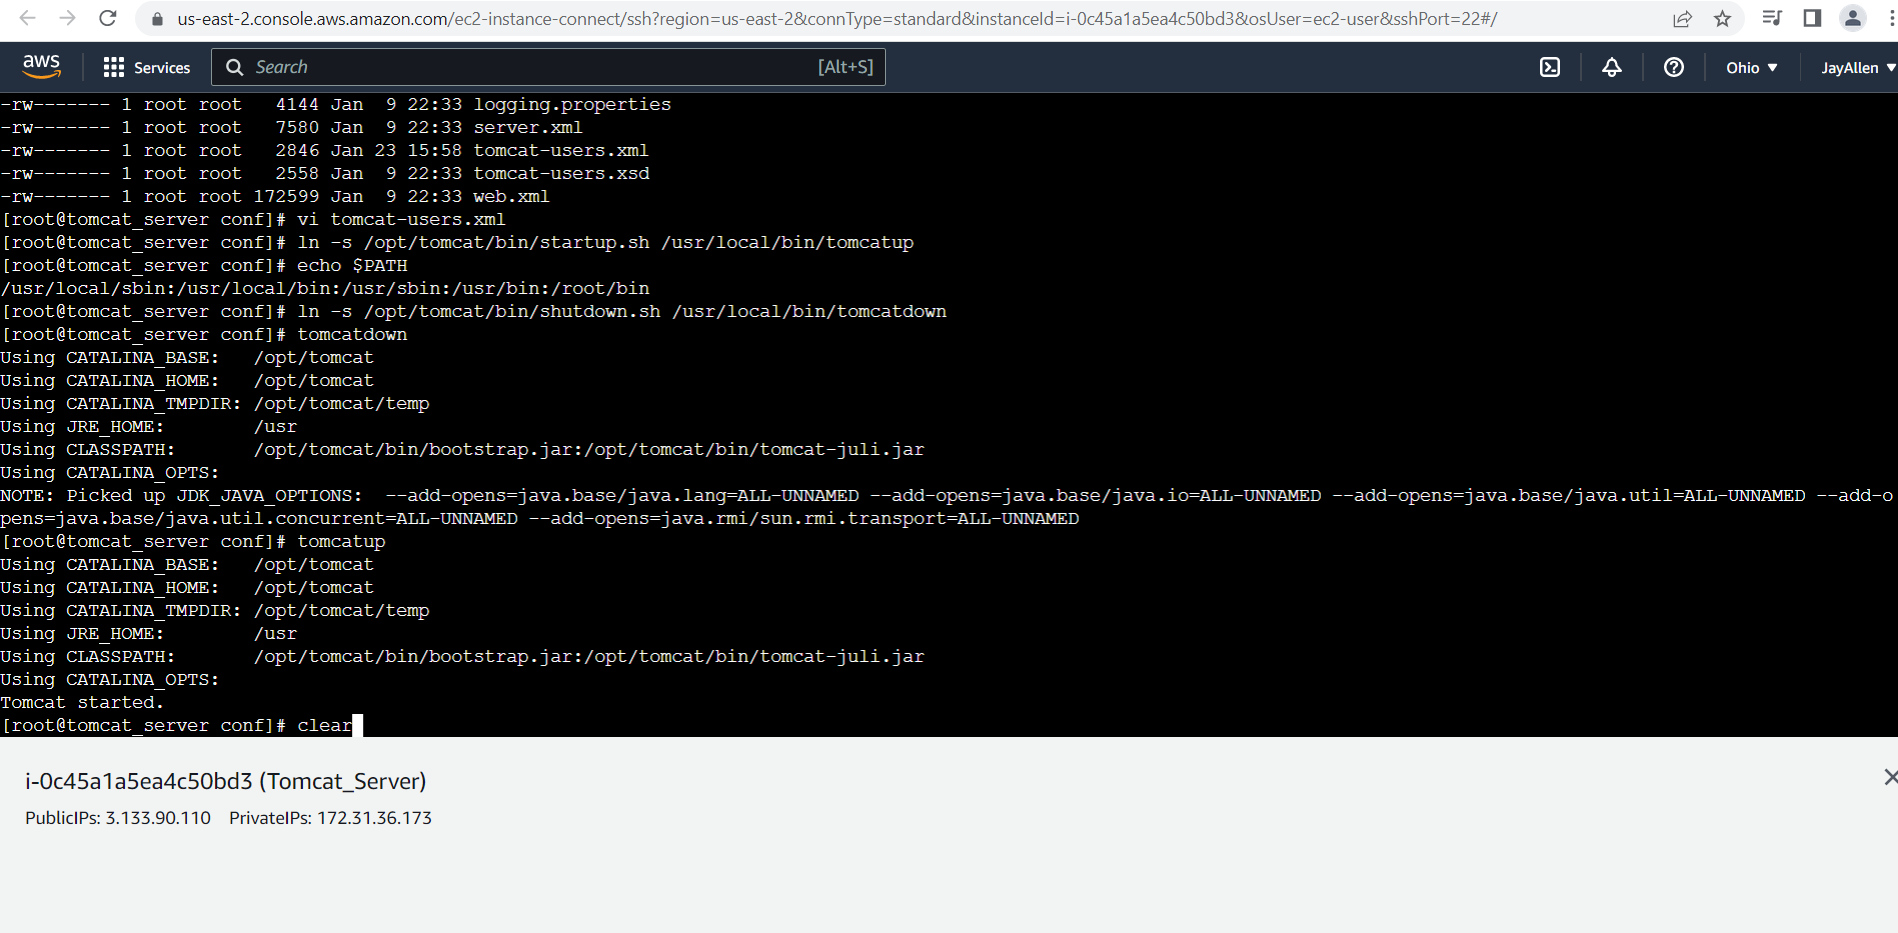 us-east-2.console.aws.amazon.com/ec2-instance-connect/ssh?region=us-east-2&connType=standard&instanceId=i-0c45a1a5ea4c50bd3&osUser=ec2-user&sshPort=22#/
aws Services Search [Alt+S] Ohio JayAllen
-rw------- 1 root root   4144 Jan  9 22:33 logging.properties
-rw------- 1 root root   7580 Jan  9 22:33 server.xml
-rw------- 1 root root   2846 Jan 23 15:58 tomcat-users.xml
-rw------- 1 root root   2558 Jan  9 22:33 tomcat-users.xsd
-rw------- 1 root root 172599 Jan  9 22:33 web.xml
[root@tomcat_server conf]# vi tomcat-users.xml
[root@tomcat_server conf]# ln -s /opt/tomcat/bin/startup.sh /usr/local/bin/tomcatup
[root@tomcat_server conf]# echo $PATH
/usr/local/sbin:/usr/local/bin:/usr/sbin:/usr/bin:/root/bin
[root@tomcat_server conf]# ln -s /opt/tomcat/bin/shutdown.sh /usr/local/bin/tomcatdown
[root@tomcat_server conf]# tomcatdown
Using CATALINA_BASE:   /opt/tomcat
Using CATALINA_HOME:   /opt/tomcat
Using CATALINA_TMPDIR: /opt/tomcat/temp
Using JRE_HOME:        /usr
Using CLASSPATH:       /opt/tomcat/bin/bootstrap.jar:/opt/tomcat/bin/tomcat-juli.jar
Using CATALINA_OPTS:
NOTE: Picked up JDK_JAVA_OPTIONS:  --add-opens=java.base/java.lang=ALL-UNNAMED --add-opens=java.base/java.io=ALL-UNNAMED --add-opens=java.base/java.util=ALL-UNNAMED --add-o
pens=java.base/java.util.concurrent=ALL-UNNAMED --add-opens=java.rmi/sun.rmi.transport=ALL-UNNAMED
[root@tomcat_server conf]# tomcatup
Using CATALINA_BASE:   /opt/tomcat
Using CATALINA_HOME:   /opt/tomcat
Using CATALINA_TMPDIR: /opt/tomcat/temp
Using JRE_HOME:        /usr
Using CLASSPATH:       /opt/tomcat/bin/bootstrap.jar:/opt/tomcat/bin/tomcat-juli.jar
Using CATALINA_OPTS:
Tomcat started.
[root@tomcat_server conf]# clear
i-0c45a1a5ea4c50bd3 (Tomcat_Server)
PublicIPs: 3.133.90.110 PrivateIPs: 172.31.36.173